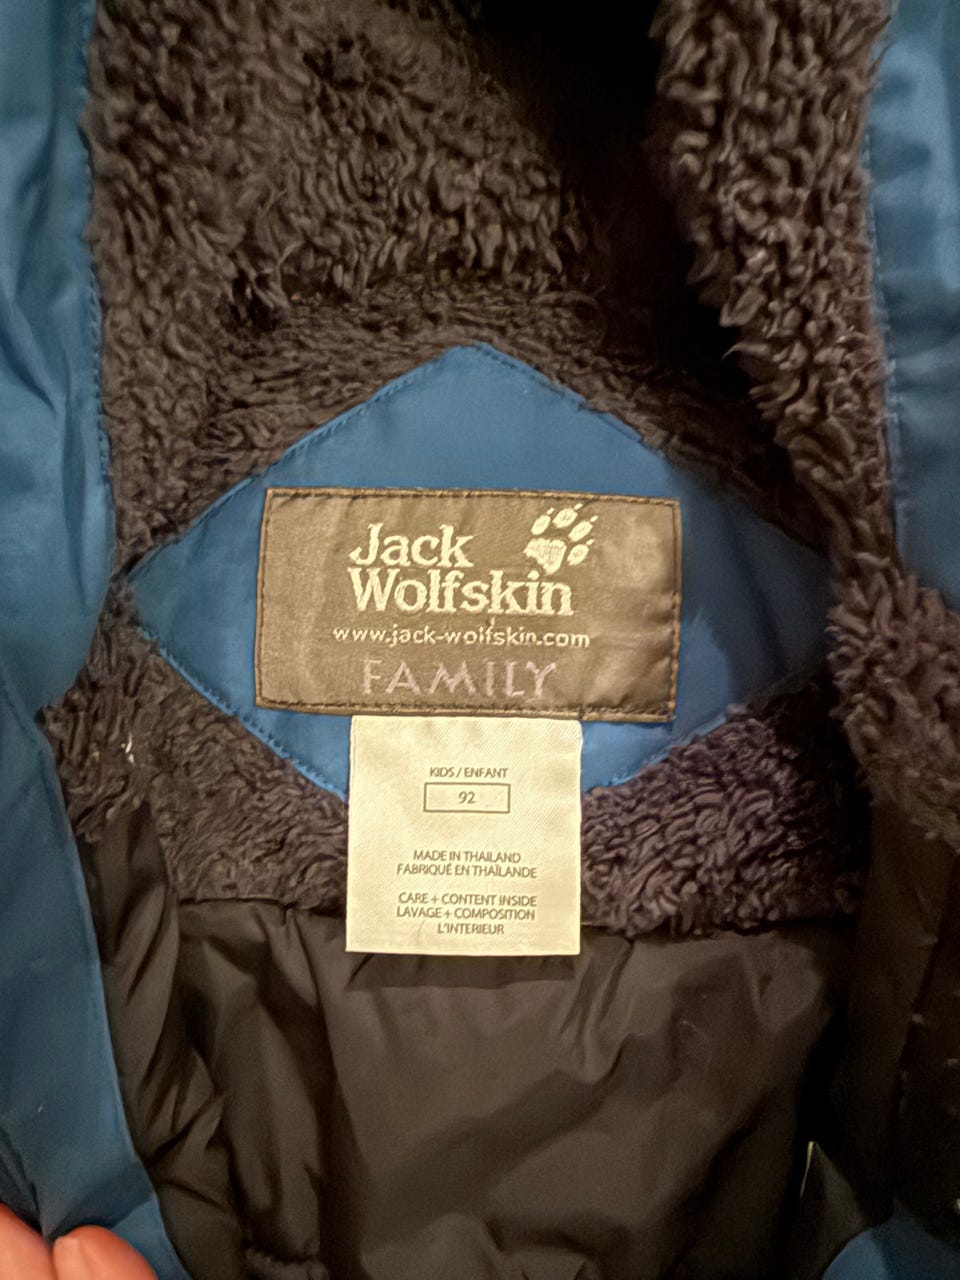 Jack
Wolfskin
www.jack-wolfskin.com
FAMILY
KIDS / ENFANT
92
MADE IN THAILAND
FABRIQUÉ EN THAÏLANDE
CARE + CONTENT INSIDE
LAVAGE + COMPOSITION
L'INTERIEUR